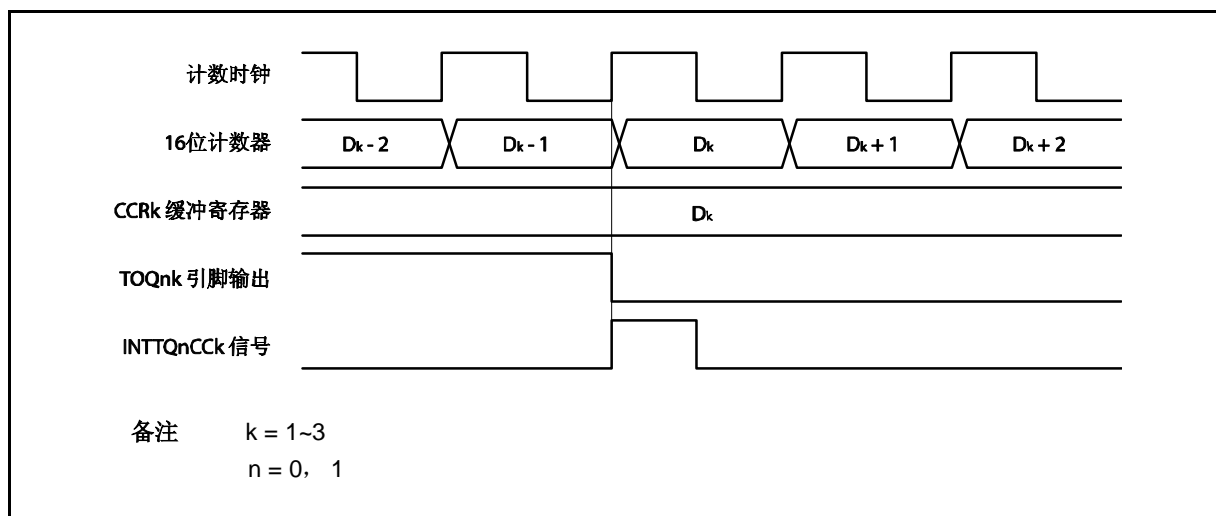 计数时钟
16位计数器 Dk - 2 Dk - 1 Dk Dk + 1 Dk + 2
CCRk 缓冲寄存器 Dk
TOQnk 引脚输出
INTTQnCCk 信号
备注 k = 1~3
n = 0， 1